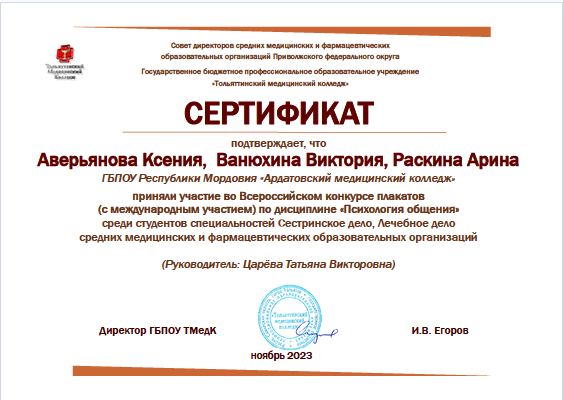 Совет директоров средних медицинских и фармацевтических
образовательных организаций Приволжского федерального округа
Тольяттинский
Медицинский
Колледж
Государственное бюджетное профессиональное образовательное учреждение
«Тольяттинский медицинский колледж»
СЕРТИФИКАТ
подтверждает, что
Аверьянова Ксения, Ванюхина Виктория, Раскина Арина
ГБПОУ Республики Мордовия «Ардатовский медицинский колледж»
приняли участие во Всероссийском конкурсе плакатов
(с международным участием) по дисциплине «Психология общения»
среди студентов специальностей Сестринское дело, Лечебное дело
средних медицинских и фармацевтических образовательных организаций
(Руководитель: Царёва Татьяна Викторовна)
Тольяттинский
медицинский
колледж
Директор ГБПОУ ТМедК
И.В. Егоров
ноябрь 2023